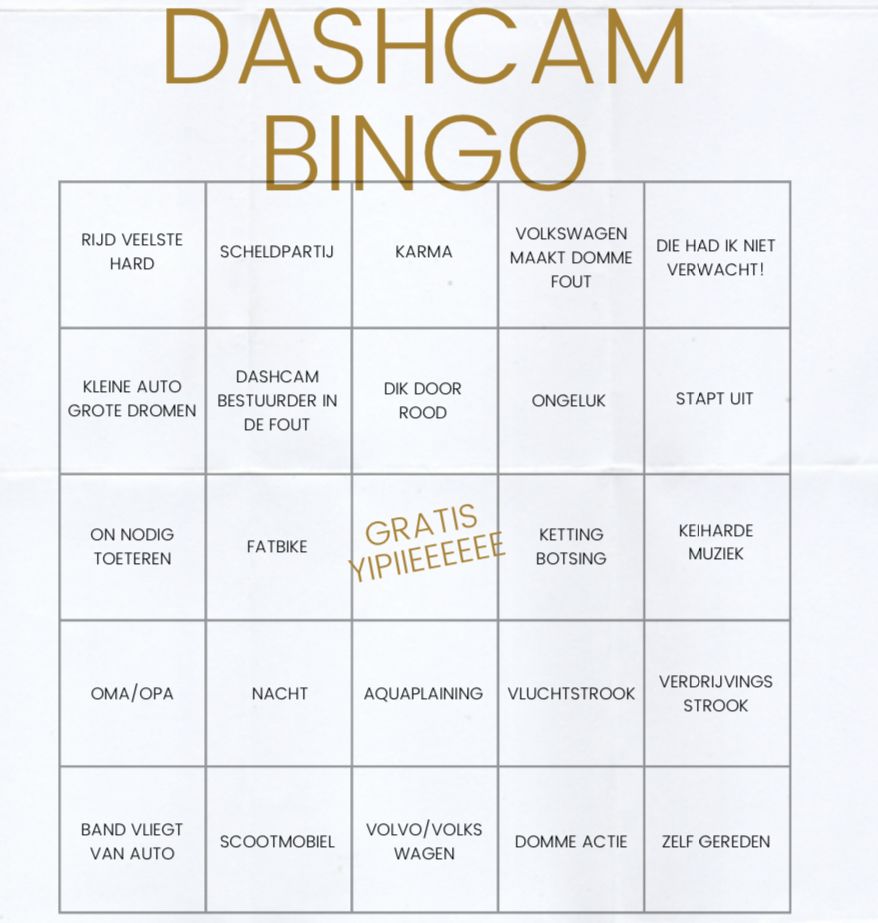 DASHCAM
BINGO
RIJD VEELSTE
HARD
SCHELDPARTIJ
KARMA
VOLKSWAGEN
MAAKT DOMME
FOUT
DIE HAD IK NIET
VERWACHT!
KLEINE AUTO
GROTE DROMEN
DASHCAM
BESTUURDER IN
DE FOUT
DIK DOOR
ROOD
ONGELUK
STAPT UIT
ON NODIG
TOETEREN
FATBIKE
GRATIS
YIPIIEEEEEE
KETTING
BOTSING
KEIHARDE
MUZIEK
OMA/OPA
NACHT
AQUAPLAINING
VLUCHTSTROOK
VERDRIJVINGS
STROOK
BAND VLIEGT
VAN AUTO
SCOOTMOBIEL
VOLVO/VOLKS
WAGEN
DOMME ACTIE
ZELF GEREDEN